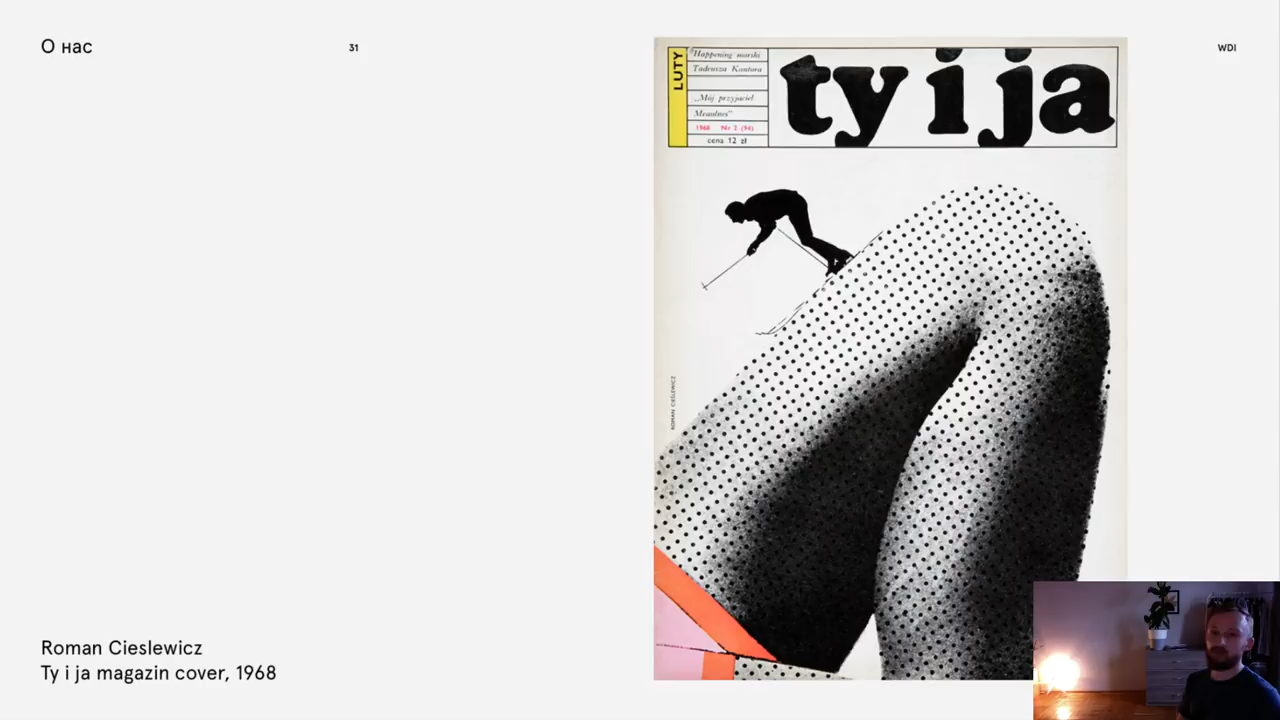 О нас
31
WDI
LUTY
"Happening morski
Tadeusza Kantora
„Mój przyjaciel
Meaulnes"
1968 Nr 2 (94)
cena 12 zł
ty i ja
ROMAN CIEŚLEWICZ
Roman Cieslewicz
Ty i ja magazin cover, 1968